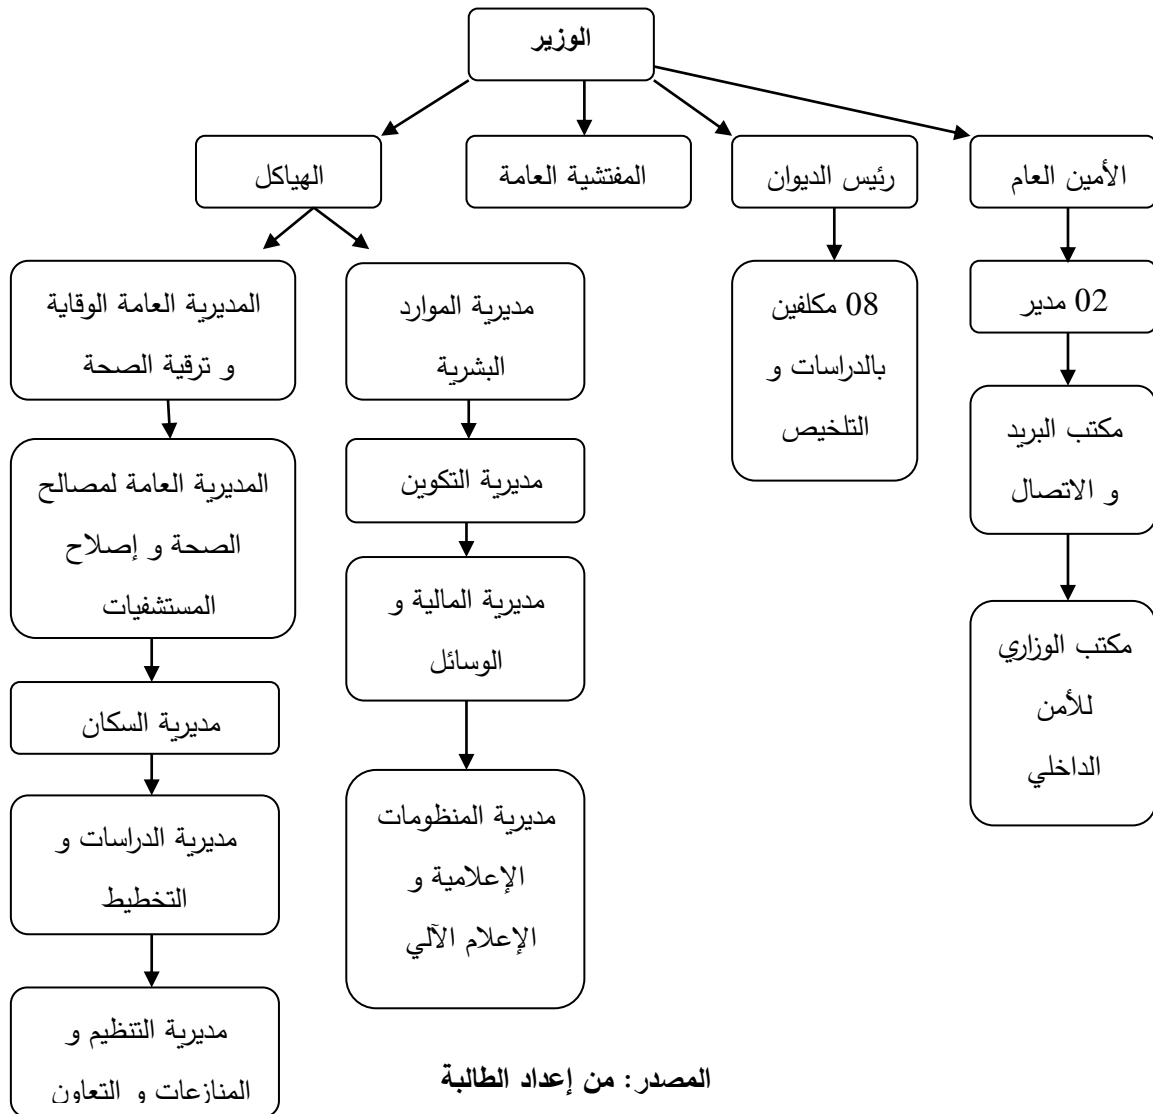 الوزير
الأمين العام
رئيس الديوان
المفتشية العامة
الهياكل
02 مدير
مكتب البريد
و الاتصال
مكتب الوزاري
للأمن
الداخلي
08 مكلفين
بالدراسات و
التلخيص
مديرية الموارد
البشرية
مديرية التكوين
مديرية المالية و
الوسائل
مديرية المنظومات
الإعلامية و
الإعلام الآلي
المديرية العامة الوقاية
و ترقية الصحة
المديرية العامة لمصالح
الصحة و إصلاح
المستشفيات
مديرية السكان
مديرية الدراسات و
التخطيط
مديرية التنظيم و
المنازعات و التعاون
المصدر: من إعداد الطالبة